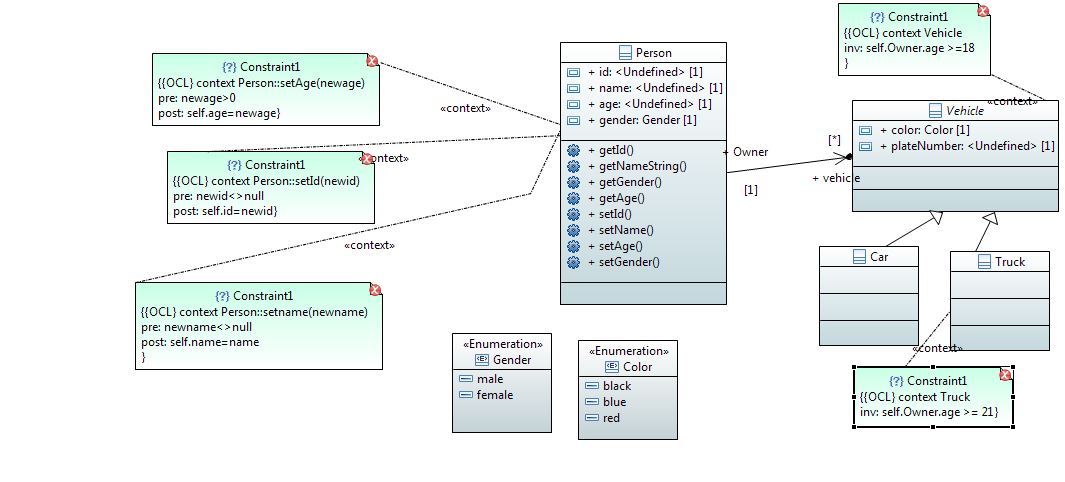 {?} Constraint1
{{OCL} context Person::setAge(newage)
pre: newage>0
post: self.age=newage}
«context»
{?} Constraint1
{{OCL} context Person::setId(newid)
pre: newid<>null
post: self.id=newid}
«context»
{?} Constraint1
{{OCL} context Person::setname(newname)
pre: newname<>null
post: self.name=name
}
«context»
Person
+ id: <Undefined> [1]
+ name: <Undefined> [1]
+ age: <Undefined> [1]
+ gender: Gender [1]
+ getId()
+ getNameString()
+ getGender()
+ getAge()
+ setId()
+ setName()
+ setAge()
+ setGender()
+ Owner
[1]
[*]
+ vehicle
{?} Constraint1
{{OCL} context Vehicle
inv: self.Owner.age >=18
}
«context»
Vehicle
+ color: Color [1]
+ plateNumber: <Undefined> [1]
Car
Truck
«context»
{?} Constraint1
{{OCL} context Truck
inv: self.Owner.age >= 21}
«Enumeration»
Gender
male
female
«Enumeration»
Color
black
blue
red